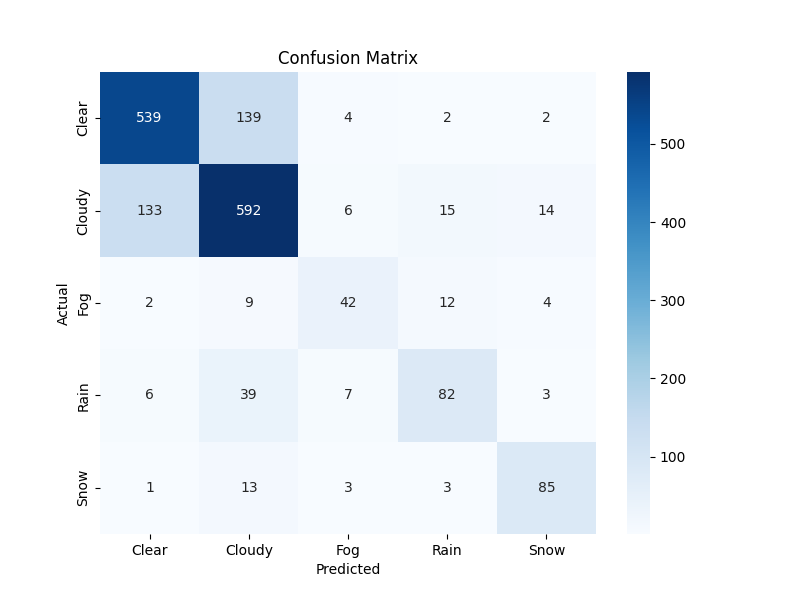 Confusion Matrix
Clear 539 139 4 2 2
Cloudy 133 592 6 15 14
Fog 2 9 42 12 4
Rain 6 39 7 82 3
Snow 1 13 3 3 85
Actual
Clear Cloudy Fog Rain Snow
Predicted
500
400
300
200
100